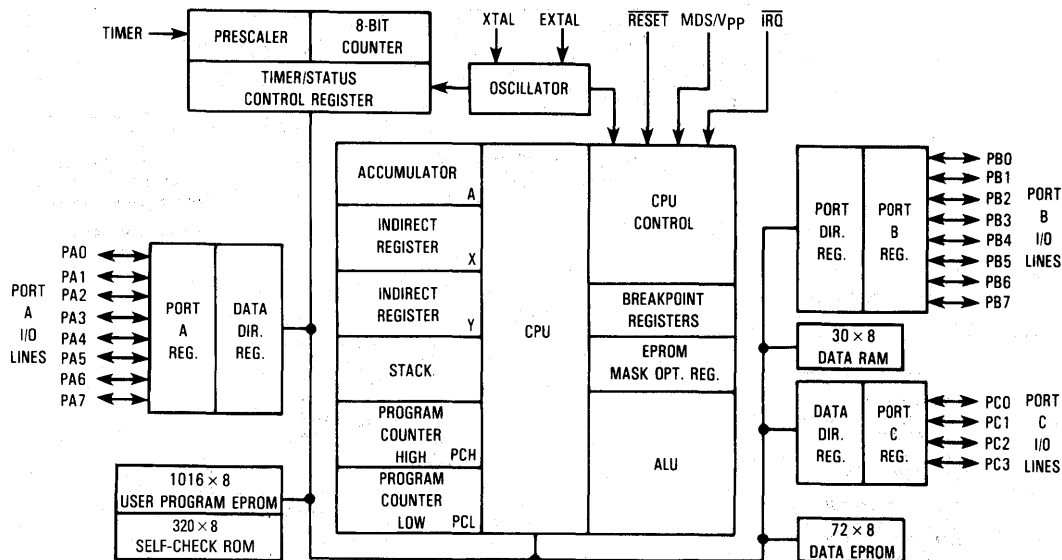 XTAL
EXTAL
RESET
MDS/VPP
IRQ
TIMER
PRESCALER
8-BIT
COUNTER
TIMER/STATUS
CONTROL REGISTER
OSCILLATOR
ACCUMULATOR
A
INDIRECT
REGISTER
X
INDIRECT
REGISTER
Y
STACK
PROGRAM
COUNTER
HIGH PCH
PROGRAM
COUNTER
LOW PCL
CPU
CPU
CONTROL
BREAKPOINT
REGISTERS
EPROM
MASK OPT. REG.
ALU
PORT
A
I/O
LINES
PA0
PA1
PA2
PA3
PA4
PA5
PA6
PA7
PORT
A
REG.
DATA
DIR.
REG.
1016 × 8
USER PROGRAM EPROM
320 × 8
SELF-CHECK ROM
PORT
DIR.
REG.
PORT
B
REG.
PB0
PB1
PB2
PB3
PB4
PB5
PB6
PB7
PORT
B
I/O
LINES
30 × 8
DATA RAM
DATA
DIR.
REG.
PORT
C
REG.
PC0
PC1
PC2
PC3
PORT
C
I/O
LINES
72 × 8
DATA EPROM